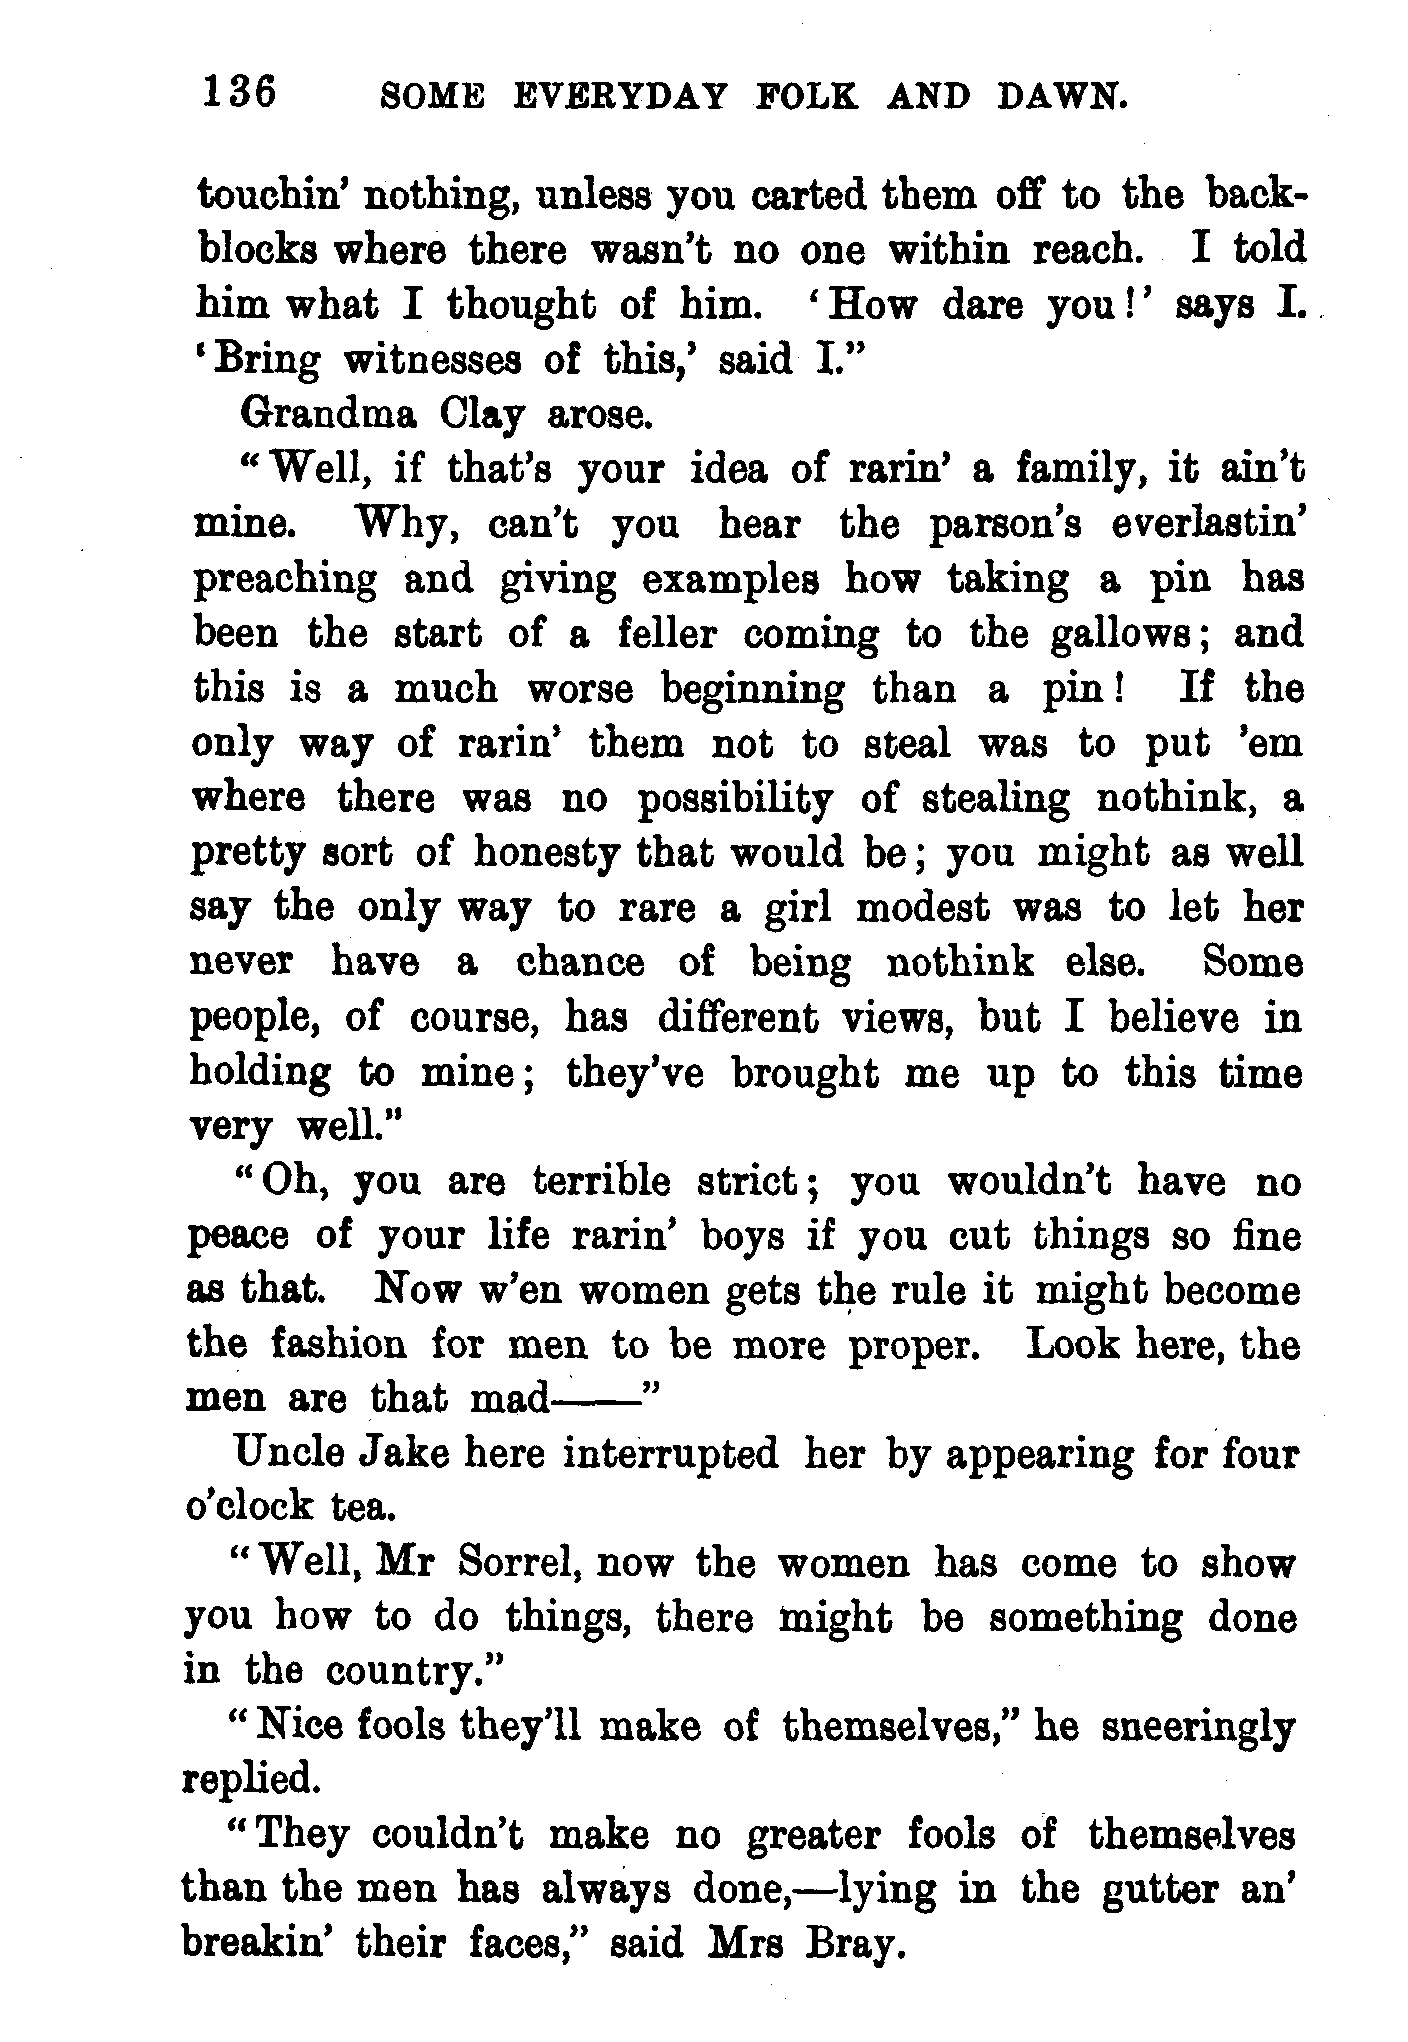 136 SOME EVERYDAY FOLK AND DAWN.
touchin' nothing, unless you carted them off to the back-
blocks where there wasn't no one within reach. I told
him what I thought of him. 'How dare you!' says I.
'Bring witnesses of this,' said I."
Grandma Clay arose.
"Well, if that's your idea of rarin' a family, it ain't
mine. Why, can't you hear the parson's everlastin'
preaching and giving examples how taking a pin has
been the start of a feller coming to the gallows; and
this is a much worse beginning than a pin! If the
only way of rarin' them not to steal was to put 'em
where there was no possibility of stealing nothink, a
pretty sort of honesty that would be; you might as well
say the only way to rare a girl modest was to let her
never have a chance of being nothink else. Some
people, of course, has different views, but I believe in
holding to mine; they've brought me up to this time
very well."
"Oh, you are terrible strict; you wouldn't have no
peace of your life rarin' boys if you cut things so fine
as that. Now w'en women gets the rule it might become
the fashion for men to be more proper. Look here, the
men are that mad——"
Uncle Jake here interrupted her by appearing for four
o'clock tea.
"Well, Mr Sorrel, now the women has come to show
you how to do things, there might be something done
in the country."
"Nice fools they'll make of themselves," he sneeringly
replied.
"They couldn't make no greater fools of themselves
than the men has always done,—lying in the gutter an'
breakin' their faces," said Mrs Bray.